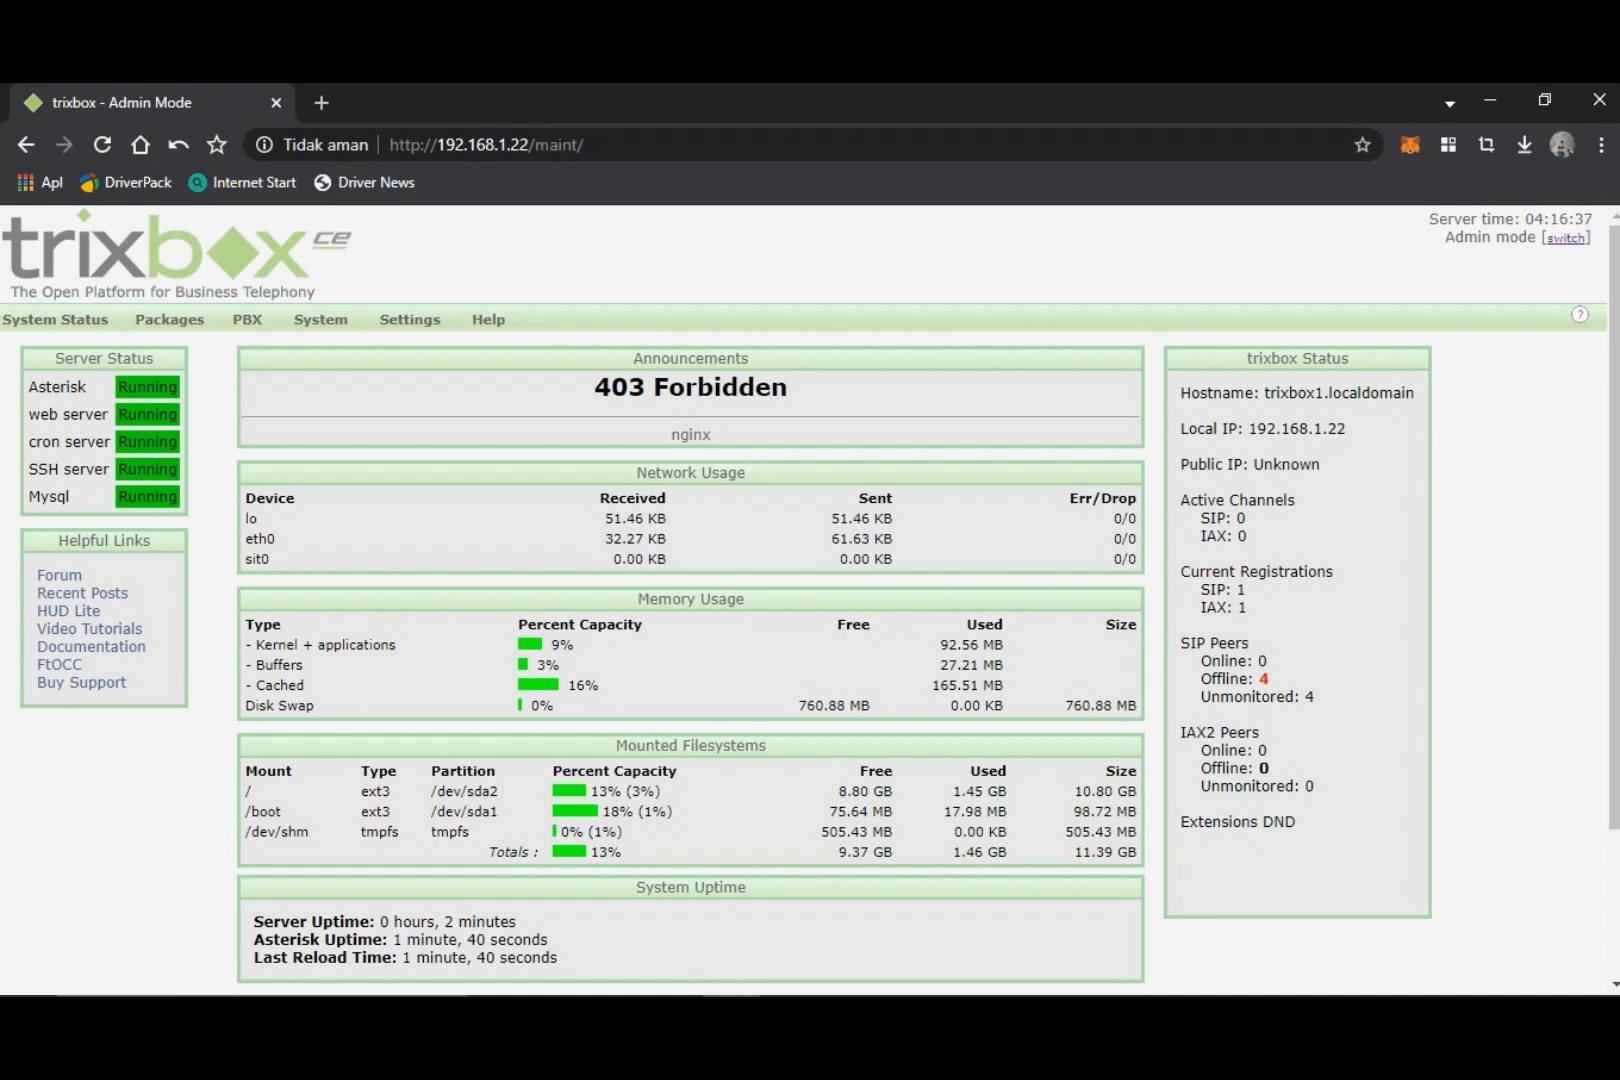 trixbox - Admin Mode
Tidak aman http://192.168.1.22/maint/
Apl DriverPack Internet Start Driver News
trixbox CE
The Open Platform for Business Telephony
Server time: 04:16:37
Admin mode [switch]
System Status Packages PBX System Settings Help ?
Server Status
Asterisk Running
web server Running
cron server Running
SSH server Running
Mysql Running
Helpful Links
Forum
Recent Posts
HUD Lite
Video Tutorials
Documentation
FtOCC
Buy Support
Announcements
403 Forbidden
nginx
Network Usage
Device Received Sent Err/Drop
lo 51.46 KB 51.46 KB 0/0
eth0 32.27 KB 61.63 KB 0/0
sit0 0.00 KB 0.00 KB 0/0
Memory Usage
Type Percent Capacity Free Used Size
- Kernel + applications 9% 92.56 MB
- Buffers 3% 27.21 MB
- Cached 16% 165.51 MB
Disk Swap 0% 760.88 MB 0.00 KB 760.88 MB
Mounted Filesystems
Mount Type Partition Percent Capacity Free Used Size
/ ext3 /dev/sda2 13% (3%) 8.80 GB 1.45 GB 10.80 GB
/boot ext3 /dev/sda1 18% (1%) 75.64 MB 17.98 MB 98.72 MB
/dev/shm tmpfs tmpfs 0% (1%) 505.43 MB 0.00 KB 505.43 MB
Totals : 13% 9.37 GB 1.46 GB 11.39 GB
System Uptime
Server Uptime: 0 hours, 2 minutes
Asterisk Uptime: 1 minute, 40 seconds
Last Reload Time: 1 minute, 40 seconds
trixbox Status
Hostname: trixbox1.localdomain
Local IP: 192.168.1.22
Public IP: Unknown
Active Channels
SIP: 0
IAX: 0
Current Registrations
SIP: 1
IAX: 1
SIP Peers
Online: 0
Offline: 4
Unmonitored: 4
IAX2 Peers
Online: 0
Offline: 0
Unmonitored: 0
Extensions DND